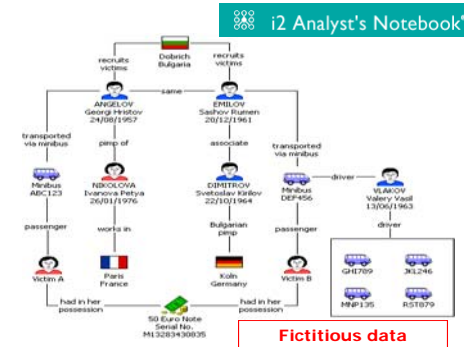 i2 Analyst's Notebook®
Dobrich
Bulgaria
recruits
victims
recruits
victims
ANGELOV
Georgi Hristov
24/08/1957
same
EMILOV
Sashov Rumen
20/12/1961
transported
via minibus
pimp of
associate
transported
via minibus
Minibus
ABC123
NIKOLOVA
Ivanova Petya
26/01/1976
DIMITROV
Svetoslav Kirilov
22/10/1964
Minibus
DEF456
driver
VLAKOV
Valery Vasil
13/06/1963
passenger
works in
Bulgarian
pimp
passenger
driver
Victim A
Paris
France
Koln
Germany
Victim B
GHI789
JKL246
MNP135
RST879
had in her
possession
had in her
possession
50 Euro Note
Serial No.
M13283430835
Fictitious data